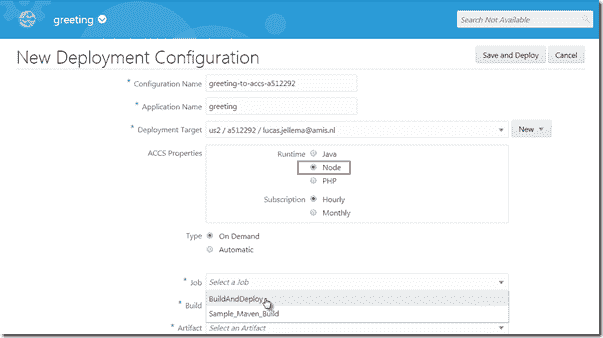 greeting
Search Not Available
New Deployment Configuration
Save and Deploy
Cancel
* Configuration Name
greeting-to-accs-a512292
* Application Name
greeting
* Deployment Target
us2 / a512292 / lucas.jellema@amis.nl
New
ACCS Properties
Runtime
Java
Node
PHP
Subscription
Hourly
Monthly
Type
On Demand
Automatic
* Job
Select a Job
BuildAndDeploy
* Build
Sample_Maven_Build
* Artifact
Select an Artifact